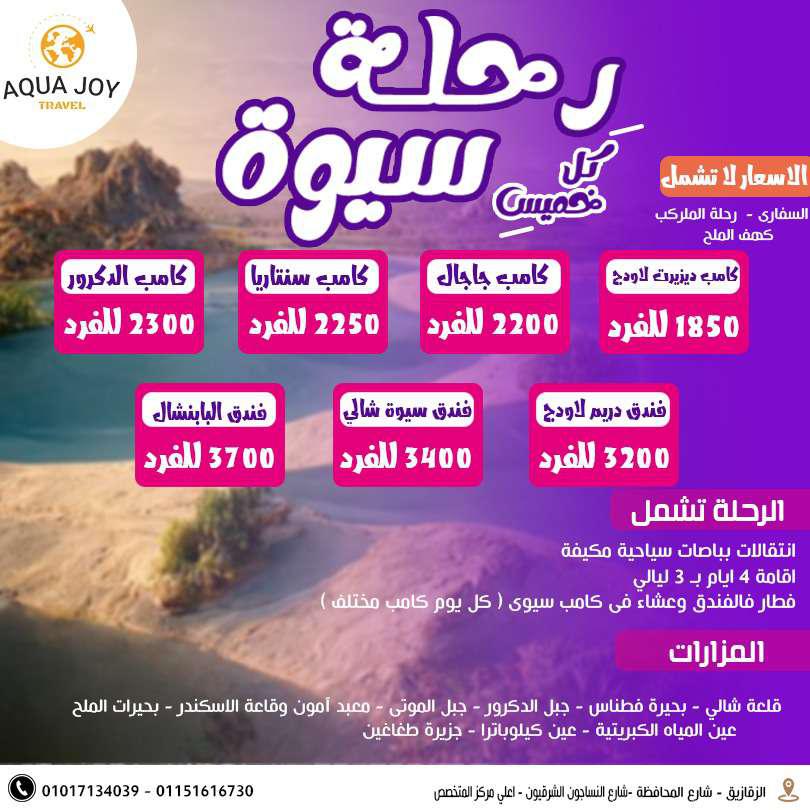 AQUA JOY
TRAVEL
رحلة
سيوة
كل
خميس
الاسعار لا تشمل
السفارى - رحلة الملركب
كهف الملح
كامب ديزيرت لاودج
1850 للفرد
كامب جاجال
2200 للفرد
كامب سنتاريا
2250 للفرد
كامب الدكرور
2300 للفرد
فندق دريم لاودج
3200 للفرد
فندق سيوة شالي
3400 للفرد
فندق البابنشال
3700 للفرد
الرحلة تشمل
انتقالات بباصات سياحية مكيفة
اقامة 4 ايام بـ 3 ليالي
فطار فالفندق وعشاء فى كامب سيوى ( كل يوم كامب مختلف )
المزارات
قلعة شالي - بحيرة فطناس - جبل الدكرور - جبل الموتى - معبد آمون وقاعة الاسكندر - بحيرات الملح
عين المياه الكبريتية - عين كيلوباترا - جزيرة طغاغين
الزقازيق - شارع المحافظة -شارع النساجون الشرقيون - اعلي مركز المتخصص
01017134039 - 01151616730